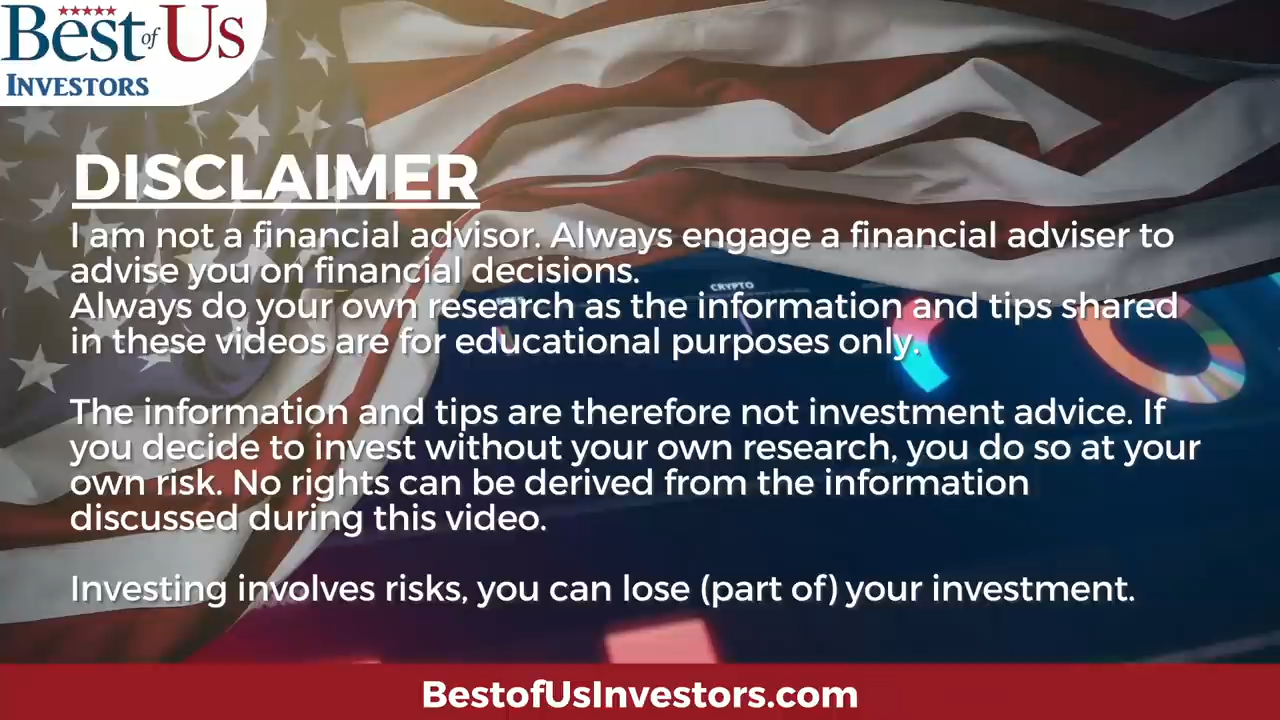 Best of Us
INVESTORS
DISCLAIMER
I am not a financial advisor. Always engage a financial adviser to
advise you on financial decisions.
CRYPTO
Always do your own research as the information and tips shared
in these videos are for educational purposes only.
The information and tips are therefore not investment advice. If
you decide to invest without your own research, you do so at your
own risk. No rights can be derived from the information
discussed during this video.
Investing involves risks, you can lose (part of) your investment.
BestofUsInvestors.com